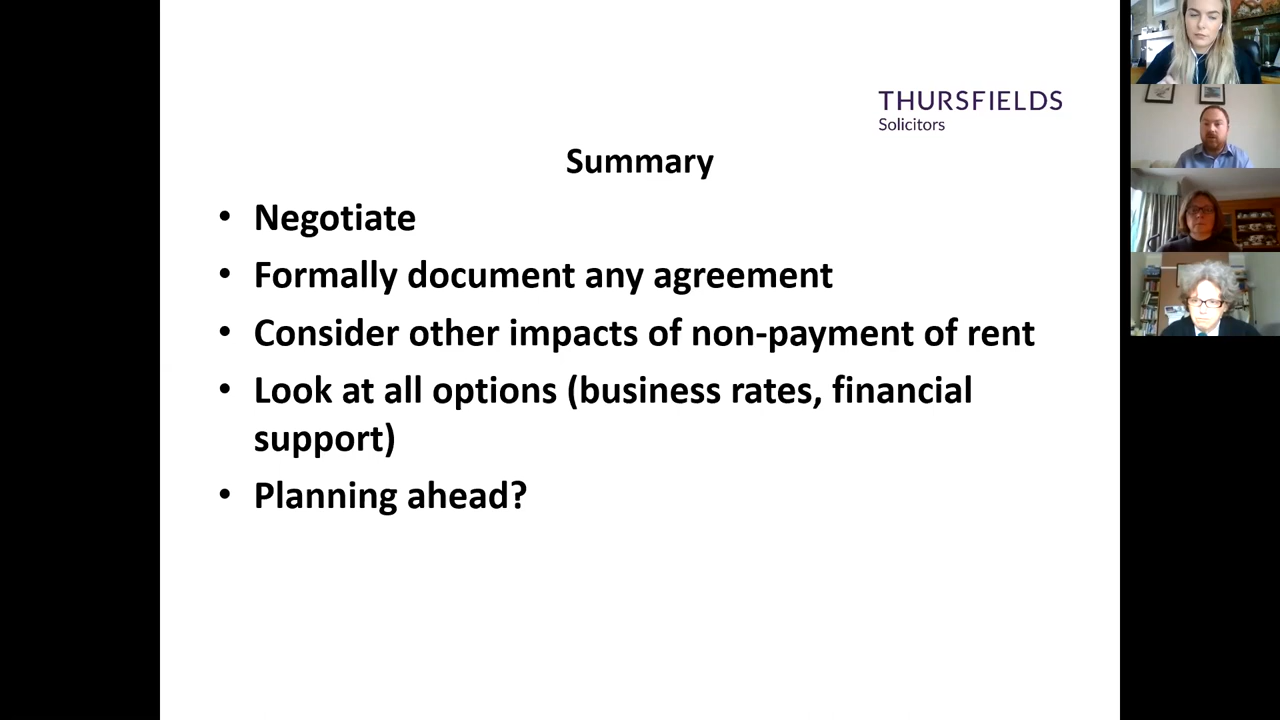 THURSFIELDS
Solicitors
Summary
• Negotiate
• Formally document any agreement
• Consider other impacts of non-payment of rent
• Look at all options (business rates, financial
support)
• Planning ahead?